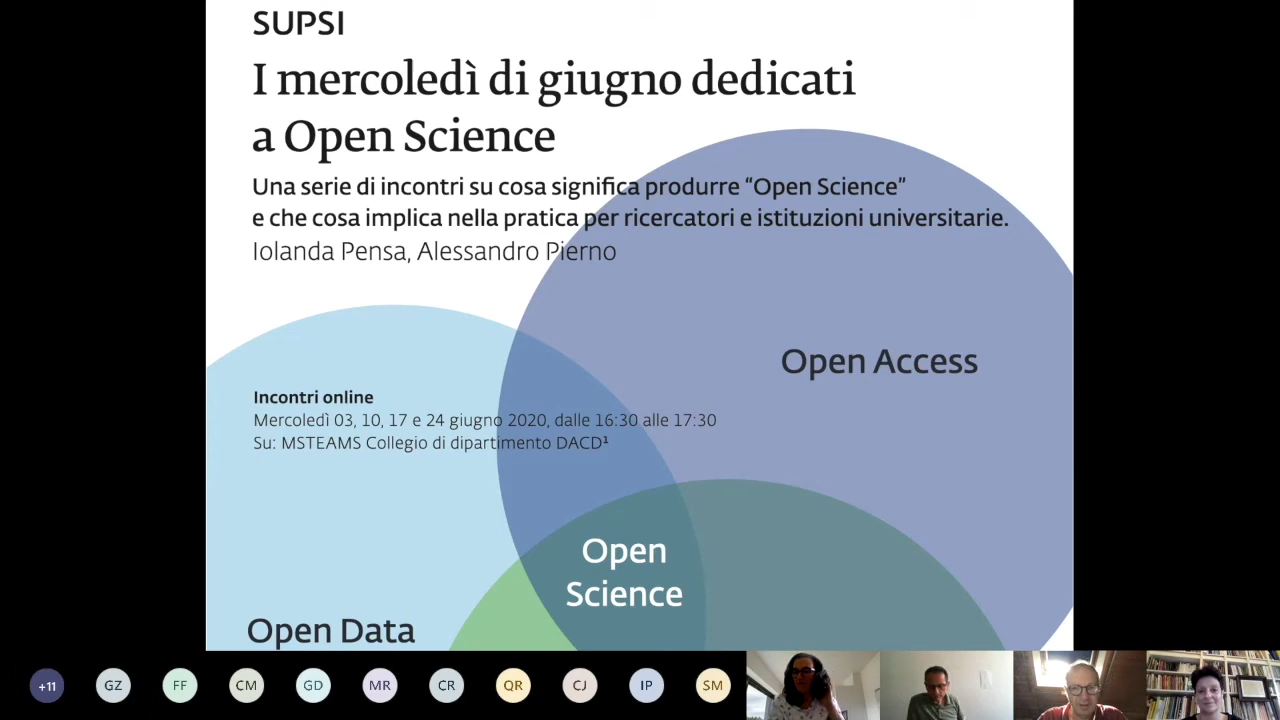 SUPSI
I mercoledì di giugno dedicati
a Open Science
Una serie di incontri su cosa significa produrre “Open Science”
e che cosa implica nella pratica per ricercatori e istituzioni universitarie.
Iolanda Pensa, Alessandro Pierno
Open Access
Incontri online
Mercoledì 03, 10, 17 e 24 giugno 2020, dalle 16:30 alle 17:30
Su: MSTEAMS Collegio di dipartimento DACD¹
Open
Science
Open Data
+11 GZ FF CM GD MR CR QR CJ IP SM